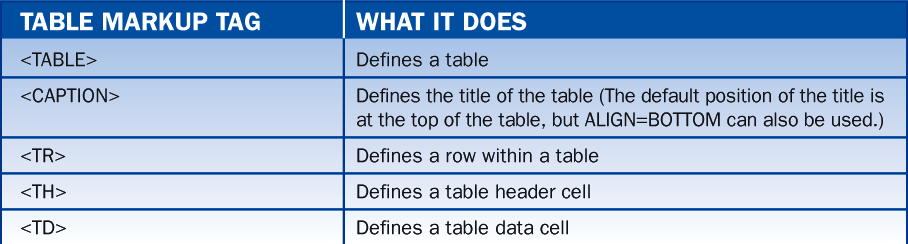 TABLE MARKUP TAG WHAT IT DOES
<TABLE> Defines a table
<CAPTION> Defines the title of the table (The default position of the title is
at the top of the table, but ALIGN=BOTTOM can also be used.)
<TR> Defines a row within a table
<TH> Defines a table header cell
<TD> Defines a table data cell